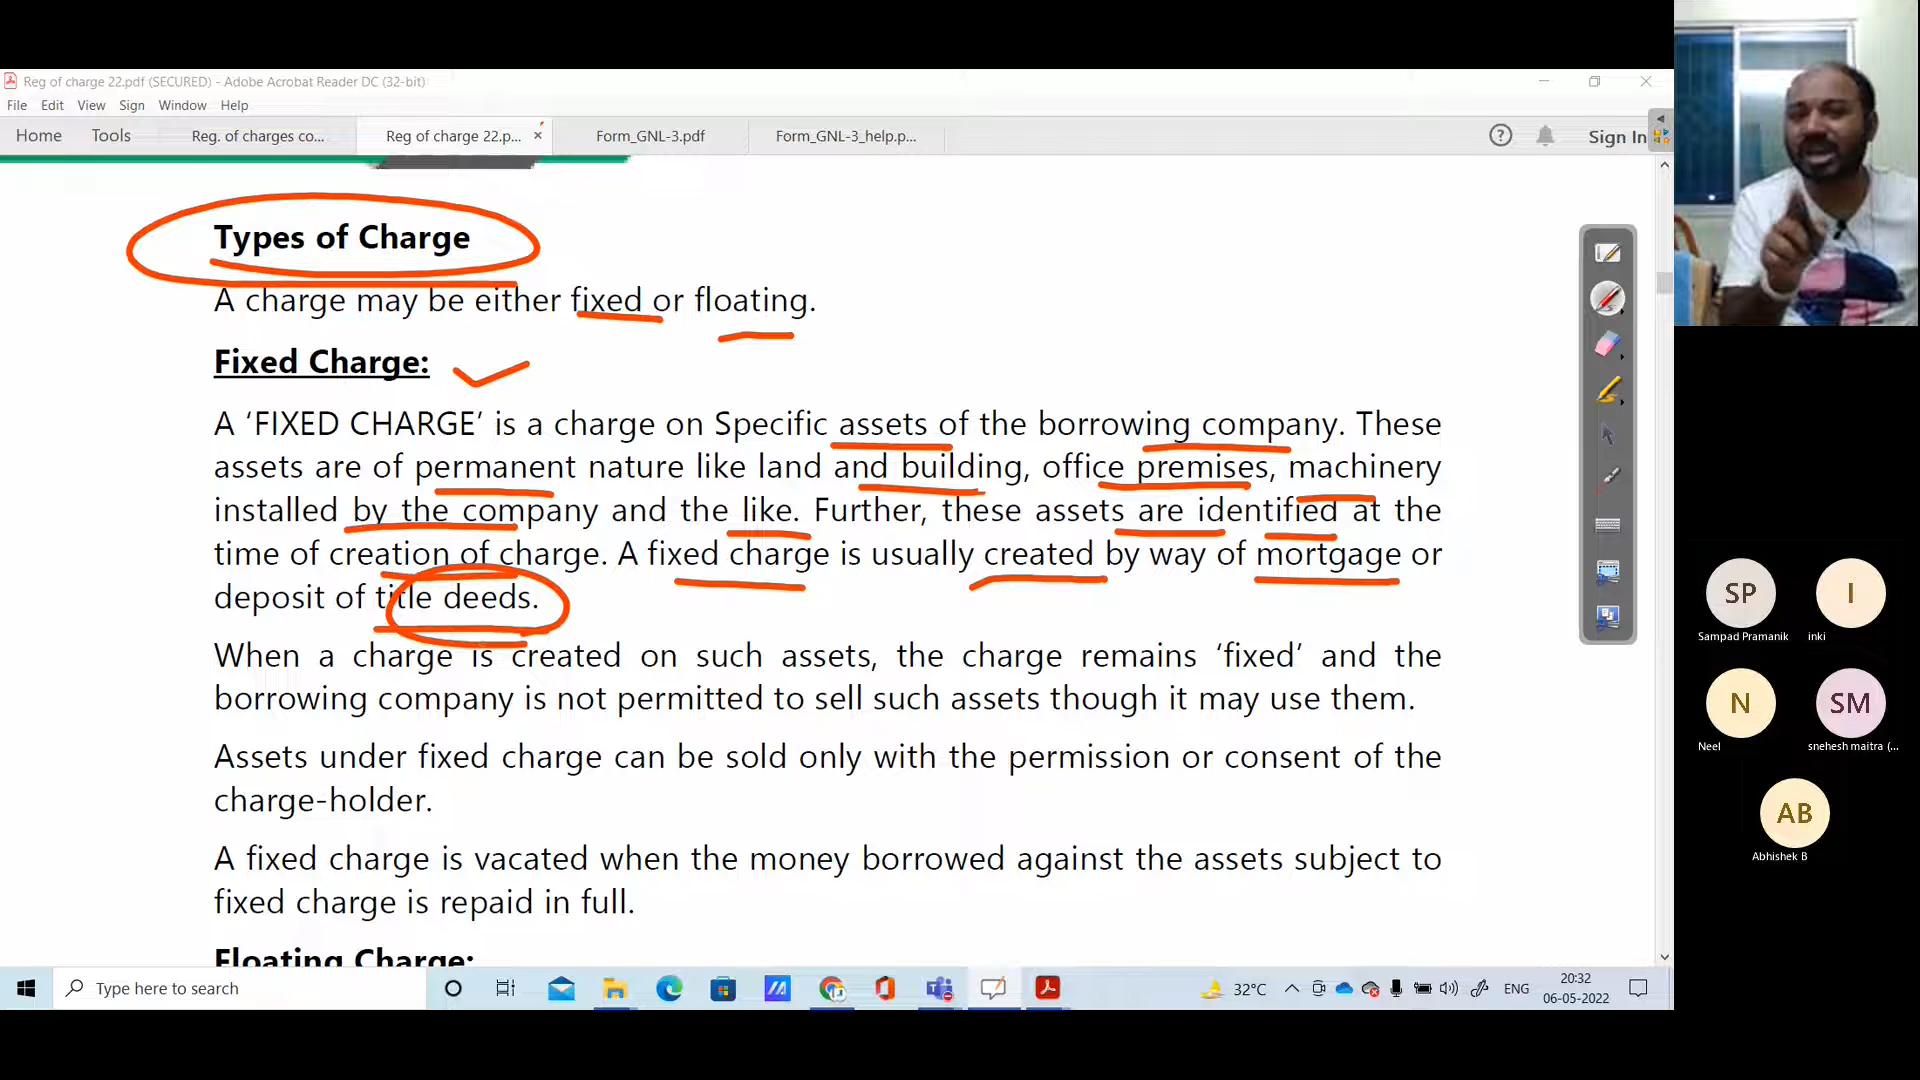 Reg of charge 22.pdf (SECURED) - Adobe Acrobat Reader DC (32-bit)
File Edit View Sign Window Help
Home Tools Reg. of charges co... Reg of charge 22.p... × Form_GNL-3.pdf Form_GNL-3_help.p... Sign In
Types of Charge
A charge may be either fixed or floating.
Fixed Charge:
A ‘FIXED CHARGE’ is a charge on Specific assets of the borrowing company. These
assets are of permanent nature like land and building, office premises, machinery
installed by the company and the like. Further, these assets are identified at the
time of creation of charge. A fixed charge is usually created by way of mortgage or
deposit of title deeds.
When a charge is created on such assets, the charge remains ‘fixed’ and the
borrowing company is not permitted to sell such assets though it may use them.
Assets under fixed charge can be sold only with the permission or consent of the
charge-holder.
A fixed charge is vacated when the money borrowed against the assets subject to
fixed charge is repaid in full.
Floating Charge:
SP I
Sampad Pramanik inki
N SM
Neel snehesh maitra (...
AB
Abhishek B
Type here to search
32°C ENG 20:32
06-05-2022